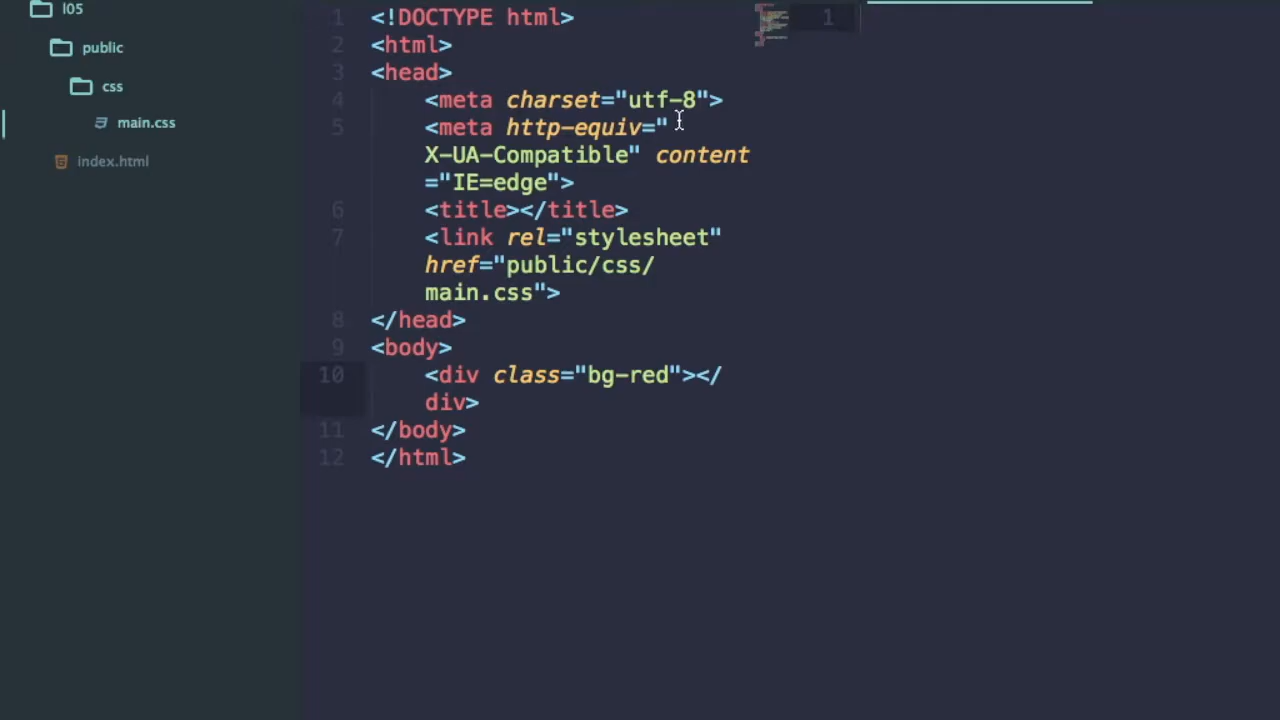 l05
public
css
main.css
index.html
1 <!DOCTYPE html>
2 <html>
3 <head>
4 <meta charset="utf-8">
5 <meta http-equiv="
X-UA-Compatible" content
="IE=edge">
6 <title></title>
7 <link rel="stylesheet"
href="public/css/
main.css">
8 </head>
9 <body>
10 <div class="bg-red"></
div>
11 </body>
12 </html>
1